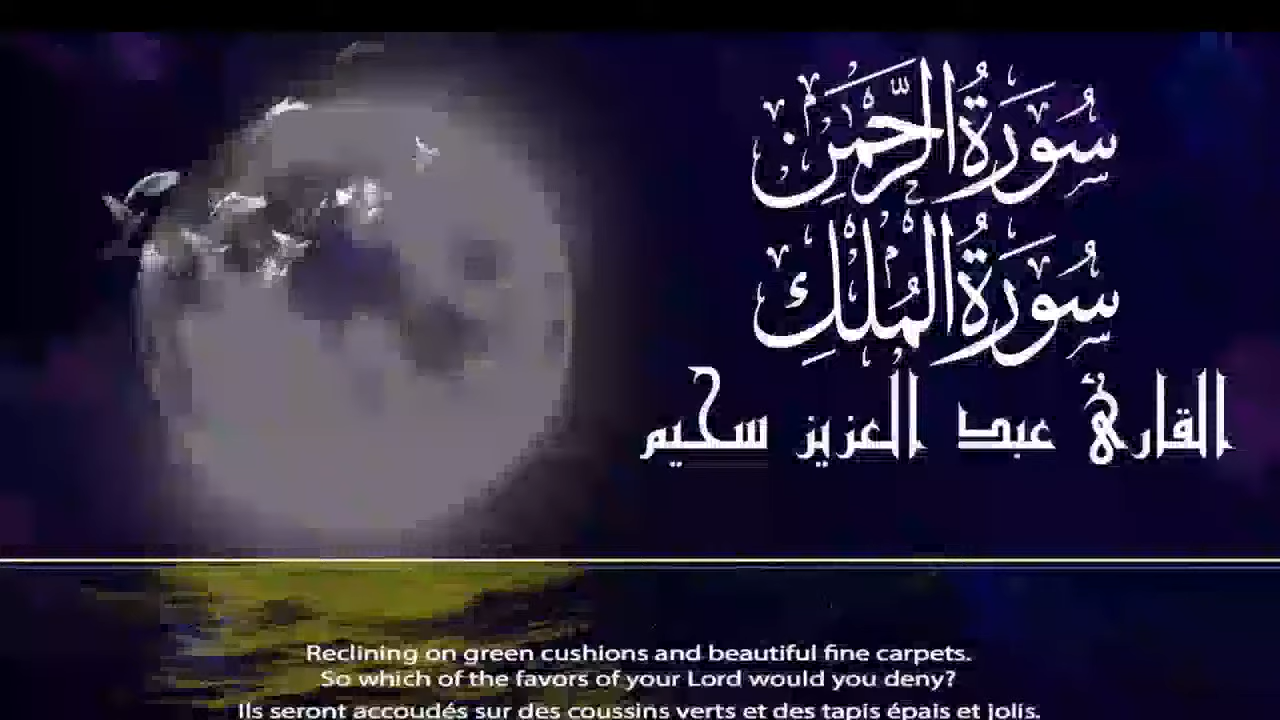 سُورَةُ الرَّحْمَٰن
سُورَةُ الْمُلْكِ
القارئ عبد العزيز سحيم
Reclining on green cushions and beautiful fine carpets.
So which of the favors of your Lord would you deny?
Ils seront accoudés sur des coussins verts et des tapis épais et jolis.